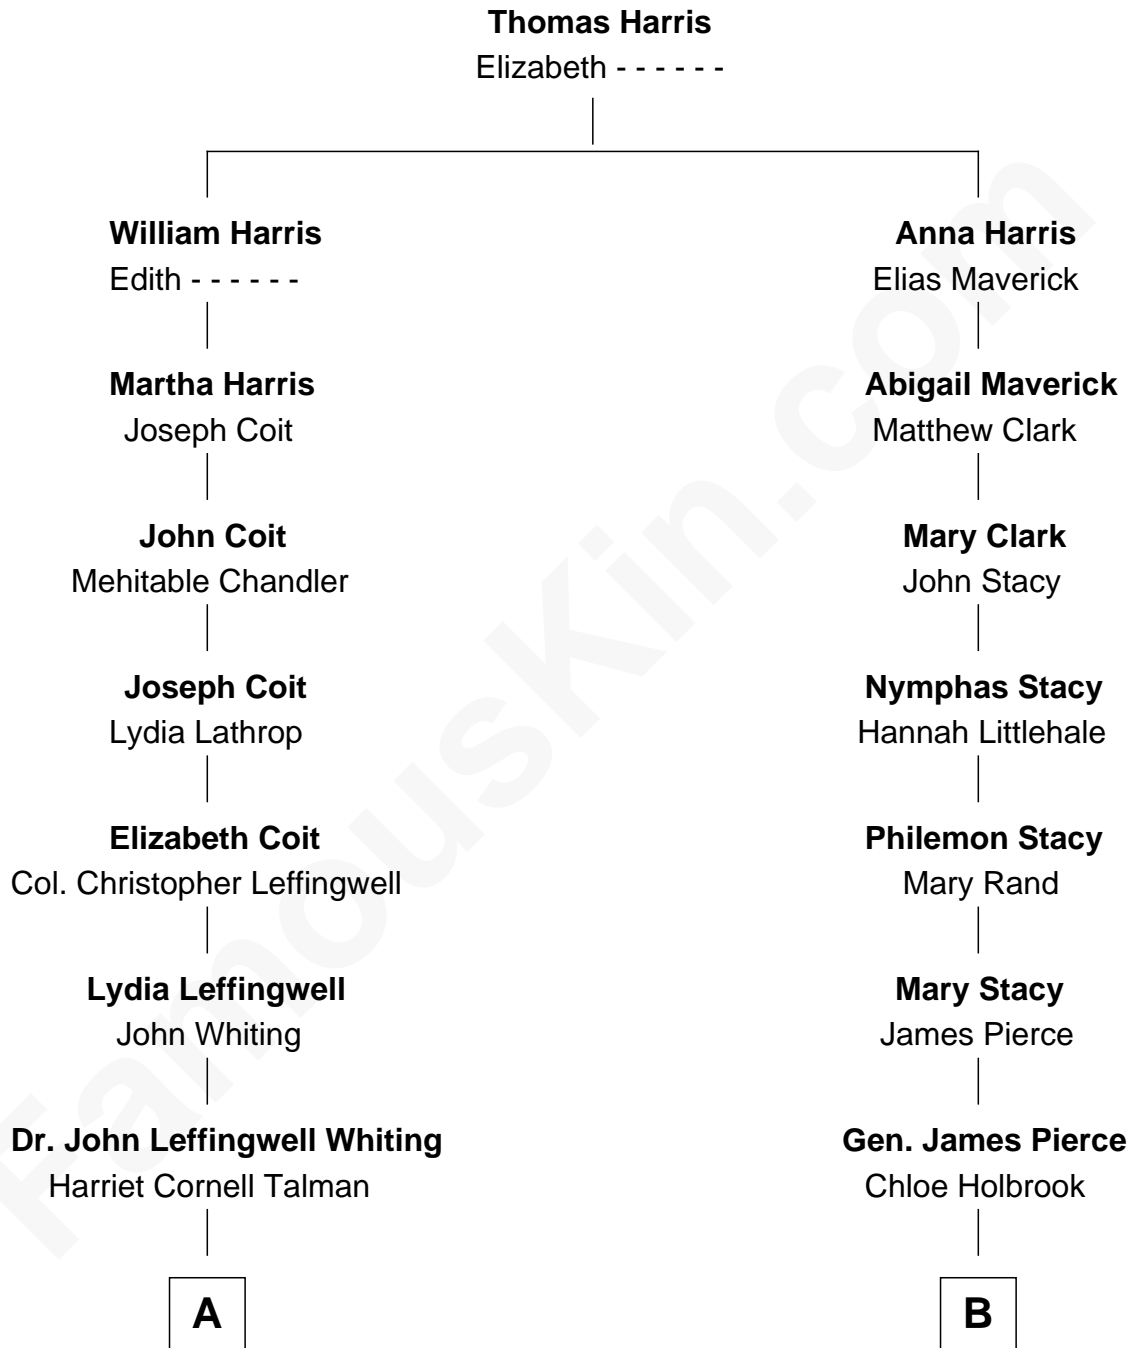 Thomas Harris
Elizabeth - - - - - -
William Harris
Edith - - - - - -
Anna Harris
Elias Maverick
Martha Harris
Joseph Coit
Abigail Maverick
Matthew Clark
John Coit
Mehitable Chandler
Mary Clark
John Stacy
Joseph Coit
Lydia Lathrop
Nymphas Stacy
Hannah Littlehale
Elizabeth Coit
Col. Christopher Leffingwell
Philemon Stacy
Mary Rand
Lydia Leffingwell
John Whiting
Mary Stacy
James Pierce
Dr. John Leffingwell Whiting
Harriet Cornell Talman
Gen. James Pierce
Chloe Holbrook
A
B
FamousKin.com